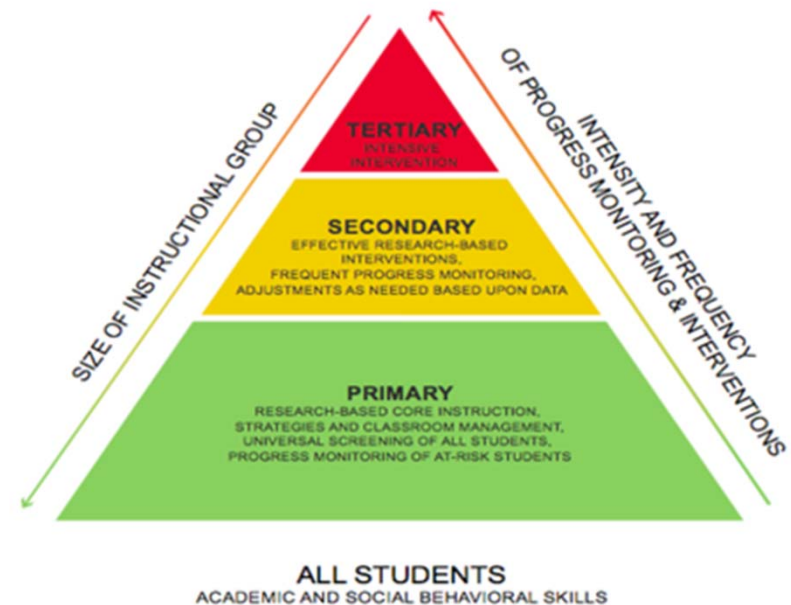 SIZE OF INSTRUCTIONAL GROUP
INTENSITY AND FREQUENCY
OF PROGRESS MONITORING & INTERVENTIONS
TERTIARY
INTENSIVE
INTERVENTION
SECONDARY
EFFECTIVE RESEARCH-BASED
INTERVENTIONS,
FREQUENT PROGRESS MONITORING,
ADJUSTMENTS AS NEEDED BASED UPON DATA
PRIMARY
RESEARCH-BASED CORE INSTRUCTION,
STRATEGIES AND CLASSROOM MANAGEMENT,
UNIVERSAL SCREENING OF ALL STUDENTS,
PROGRESS MONITORING OF AT-RISK STUDENTS
ALL STUDENTS
ACADEMIC AND SOCIAL BEHAVIORAL SKILLS